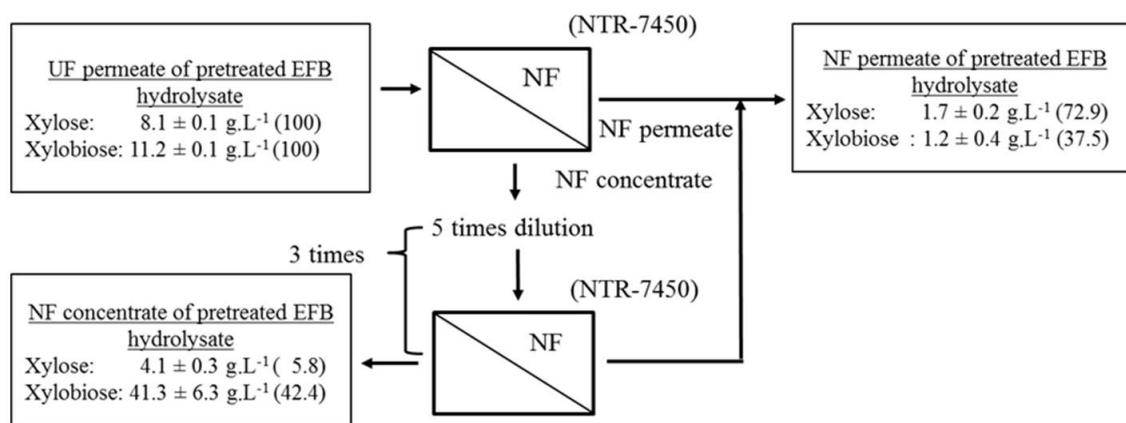 (NTR-7450)
UF permeate of pretreated EFB
hydrolysate
Xylose: 8.1 ± 0.1 g.L-1 (100)
Xylobiose: 11.2 ± 0.1 g.L-1 (100)
NF
NF permeate
NF permeate of pretreated EFB
hydrolysate
Xylose: 1.7 ± 0.2 g.L-1 (72.9)
Xylobiose : 1.2 ± 0.4 g.L-1 (37.5)
NF concentrate
5 times dilution
3 times
(NTR-7450)
NF
NF concentrate of pretreated EFB
hydrolysate
Xylose: 4.1 ± 0.3 g.L-1 ( 5.8)
Xylobiose: 41.3 ± 6.3 g.L-1 (42.4)